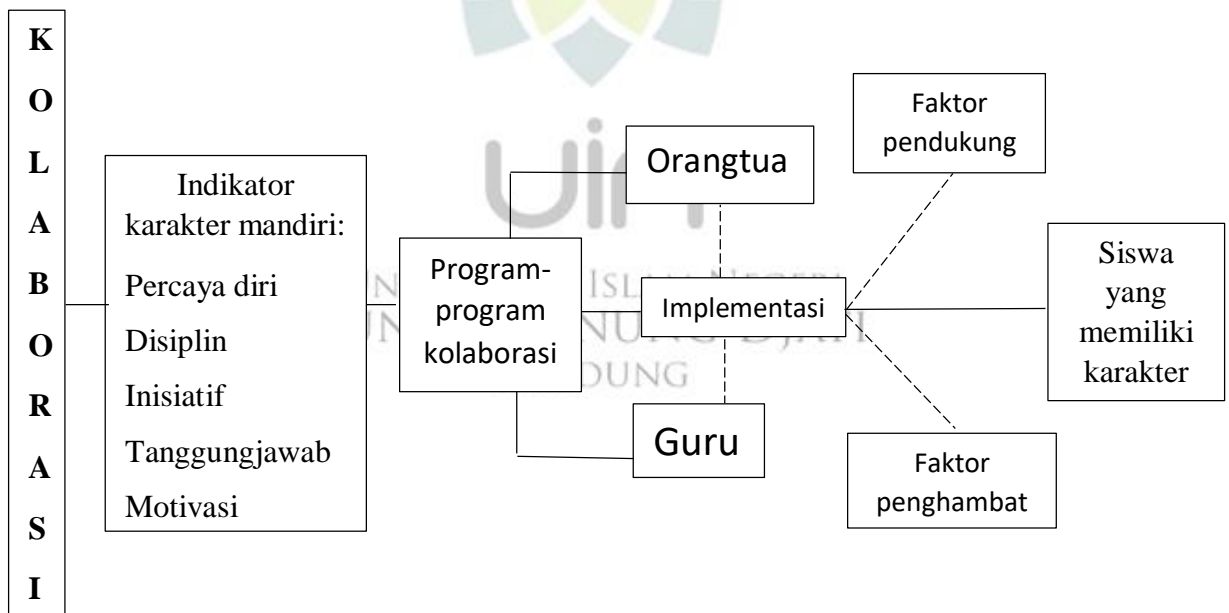 K
O
L
A
B
O
R
A
S
I
Indikator
karakter mandiri:
Percaya diri
Disiplin
Inisiatif
Tanggungjawab
Motivasi
Program-
program
kolaborasi
Orangtua
Implementasi
Guru
Faktor
pendukung
Siswa
yang
memiliki
karakter
Faktor
penghambat
uin